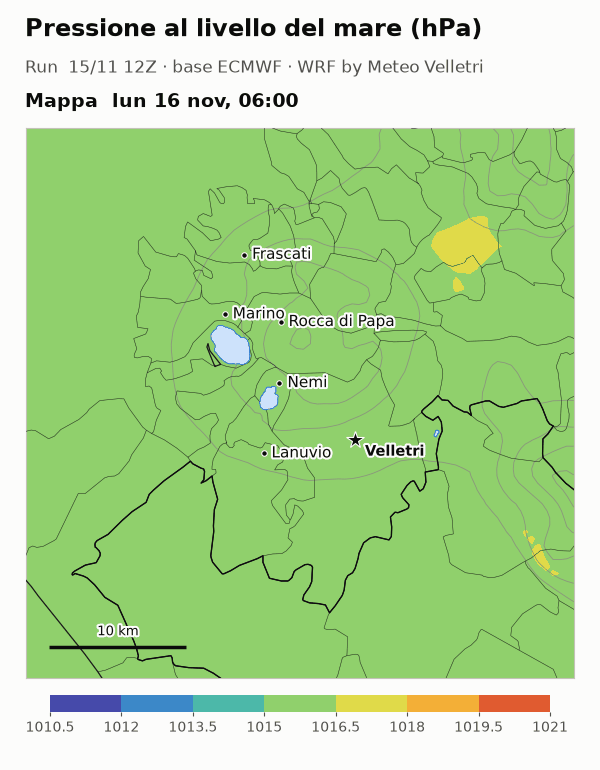 Pressione al livello del mare (hPa)
Run  15/11 12Z · base ECMWF · WRF by Meteo Velletri
Mappa  lun 16 nov, 06:00
Frascati
Marino
Rocca di Papa
Nemi
Velletri
Lanuvio
10 km
1010.5 1012 1013.5 1015 1016.5 1018 1019.5 1021